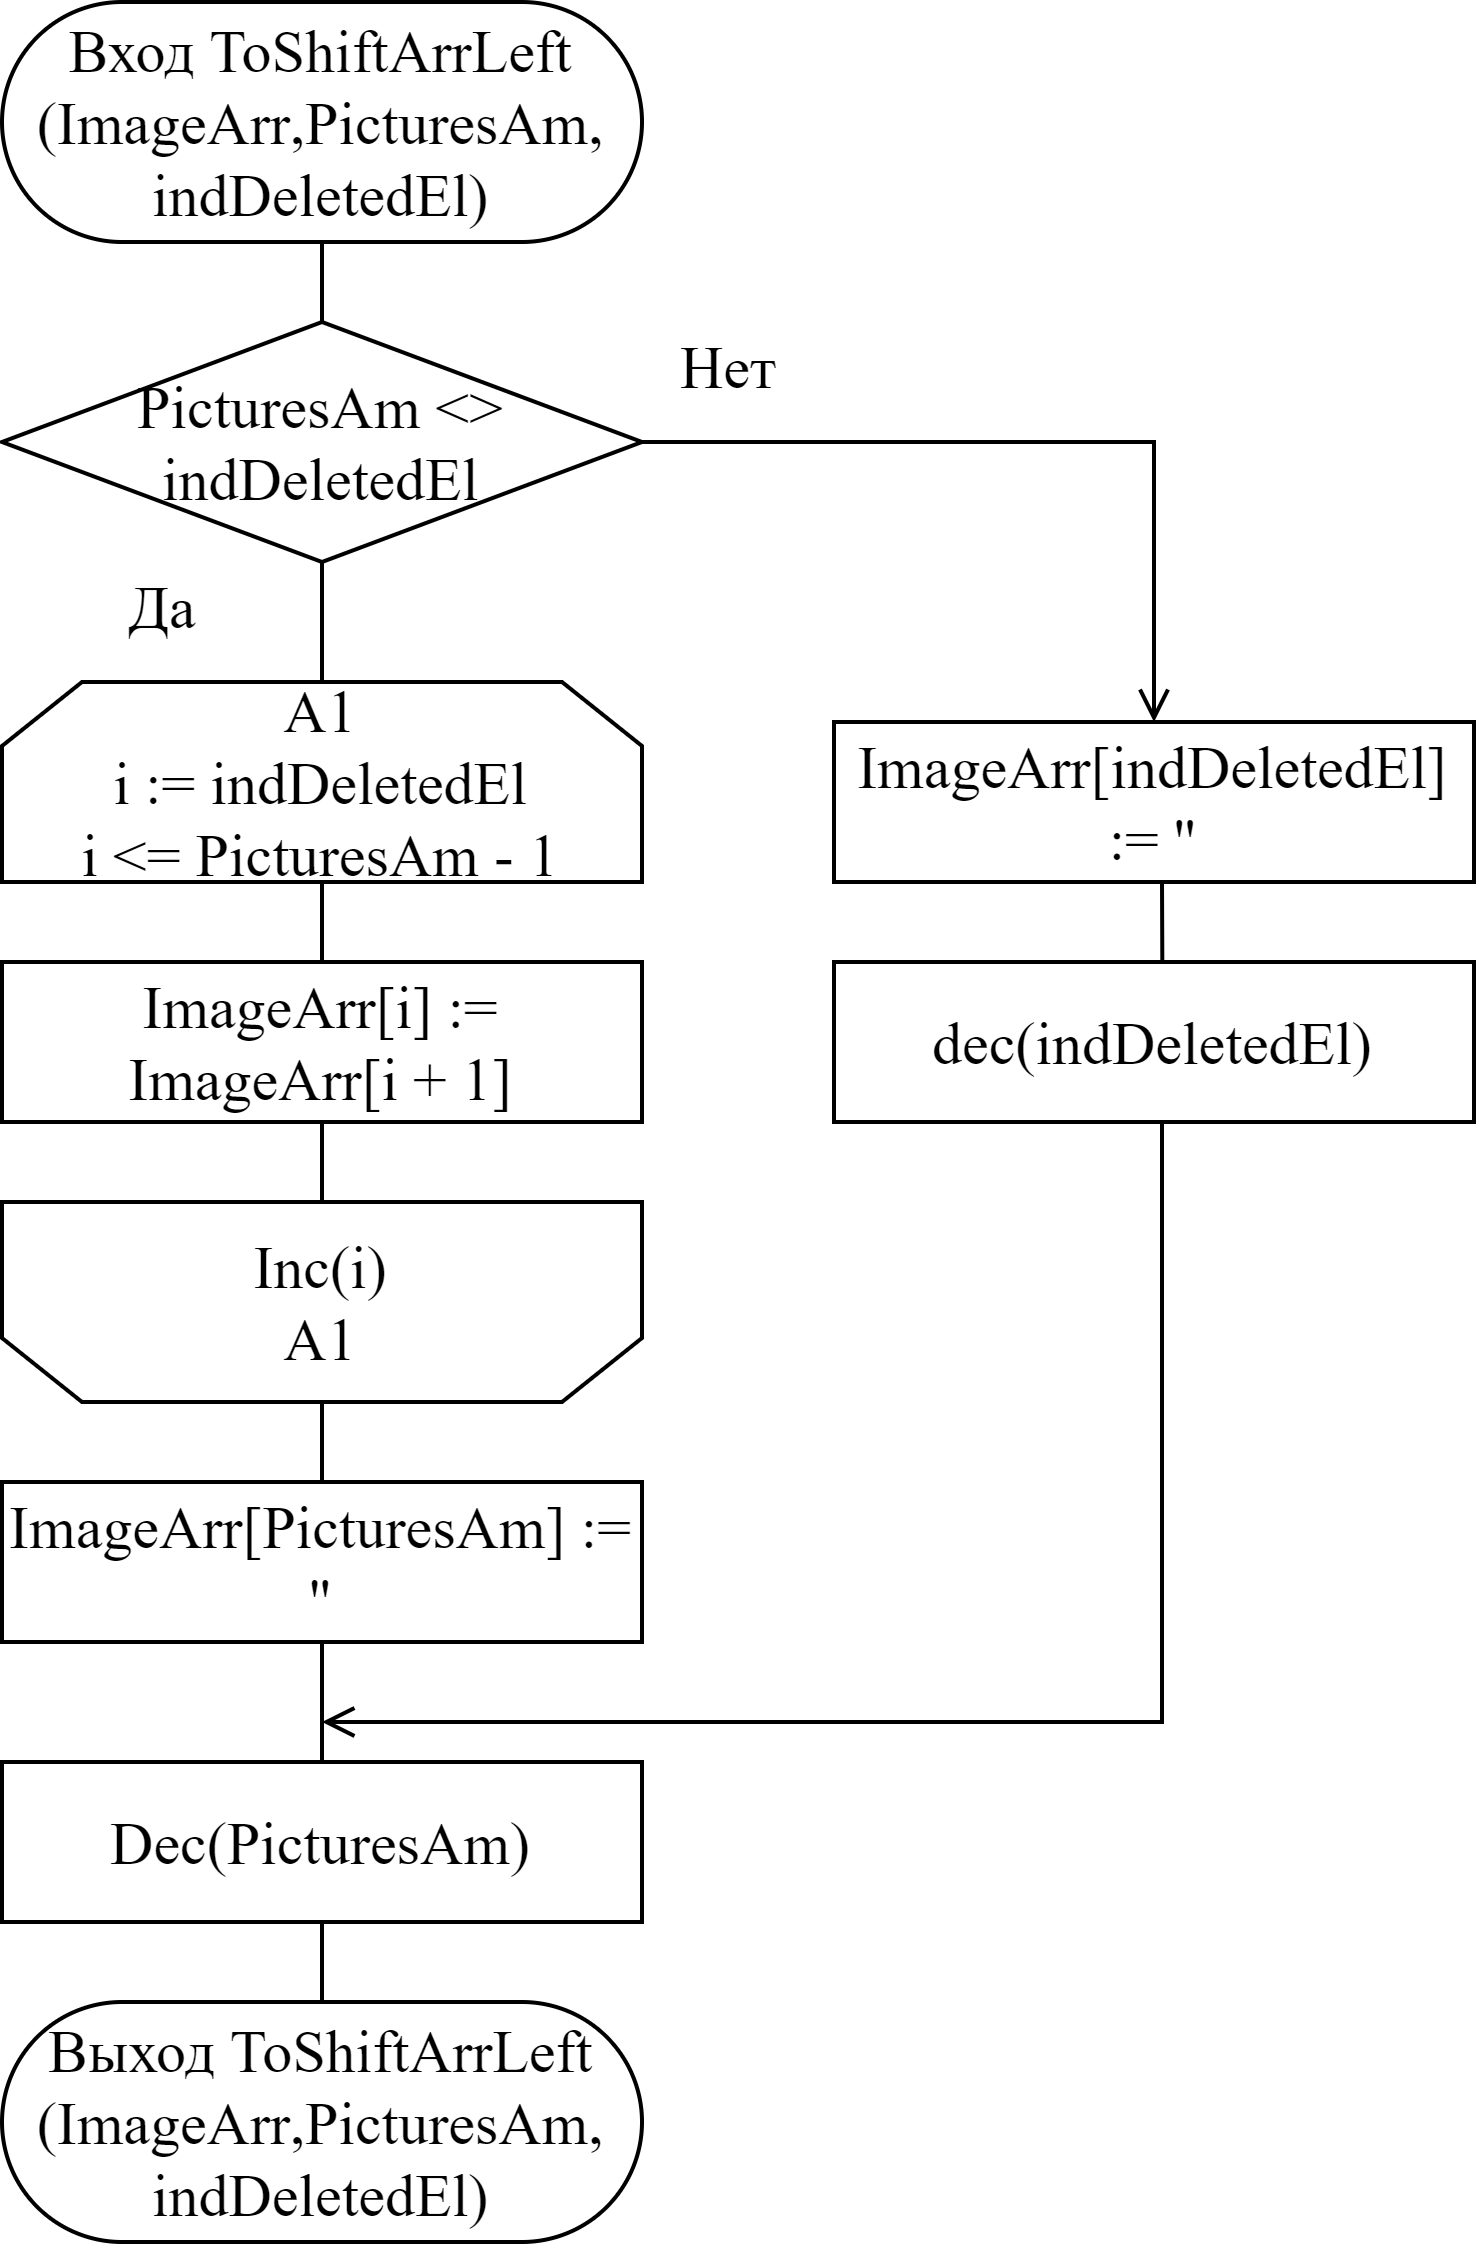 Вход ToShiftArrLeft
(ImageArr,PicturesAm,
indDeletedEl)
PicturesAm <>
indDeletedEl
Нет
Да
A1
i := indDeletedEl
i <= PicturesAm - 1
ImageArr[indDeletedEl]
:= ''
ImageArr[i] :=
ImageArr[i + 1]
dec(indDeletedEl)
Inc(i)
A1
ImageArr[PicturesAm] :=
''
Dec(PicturesAm)
Выход ToShiftArrLeft
(ImageArr,PicturesAm,
indDeletedEl)